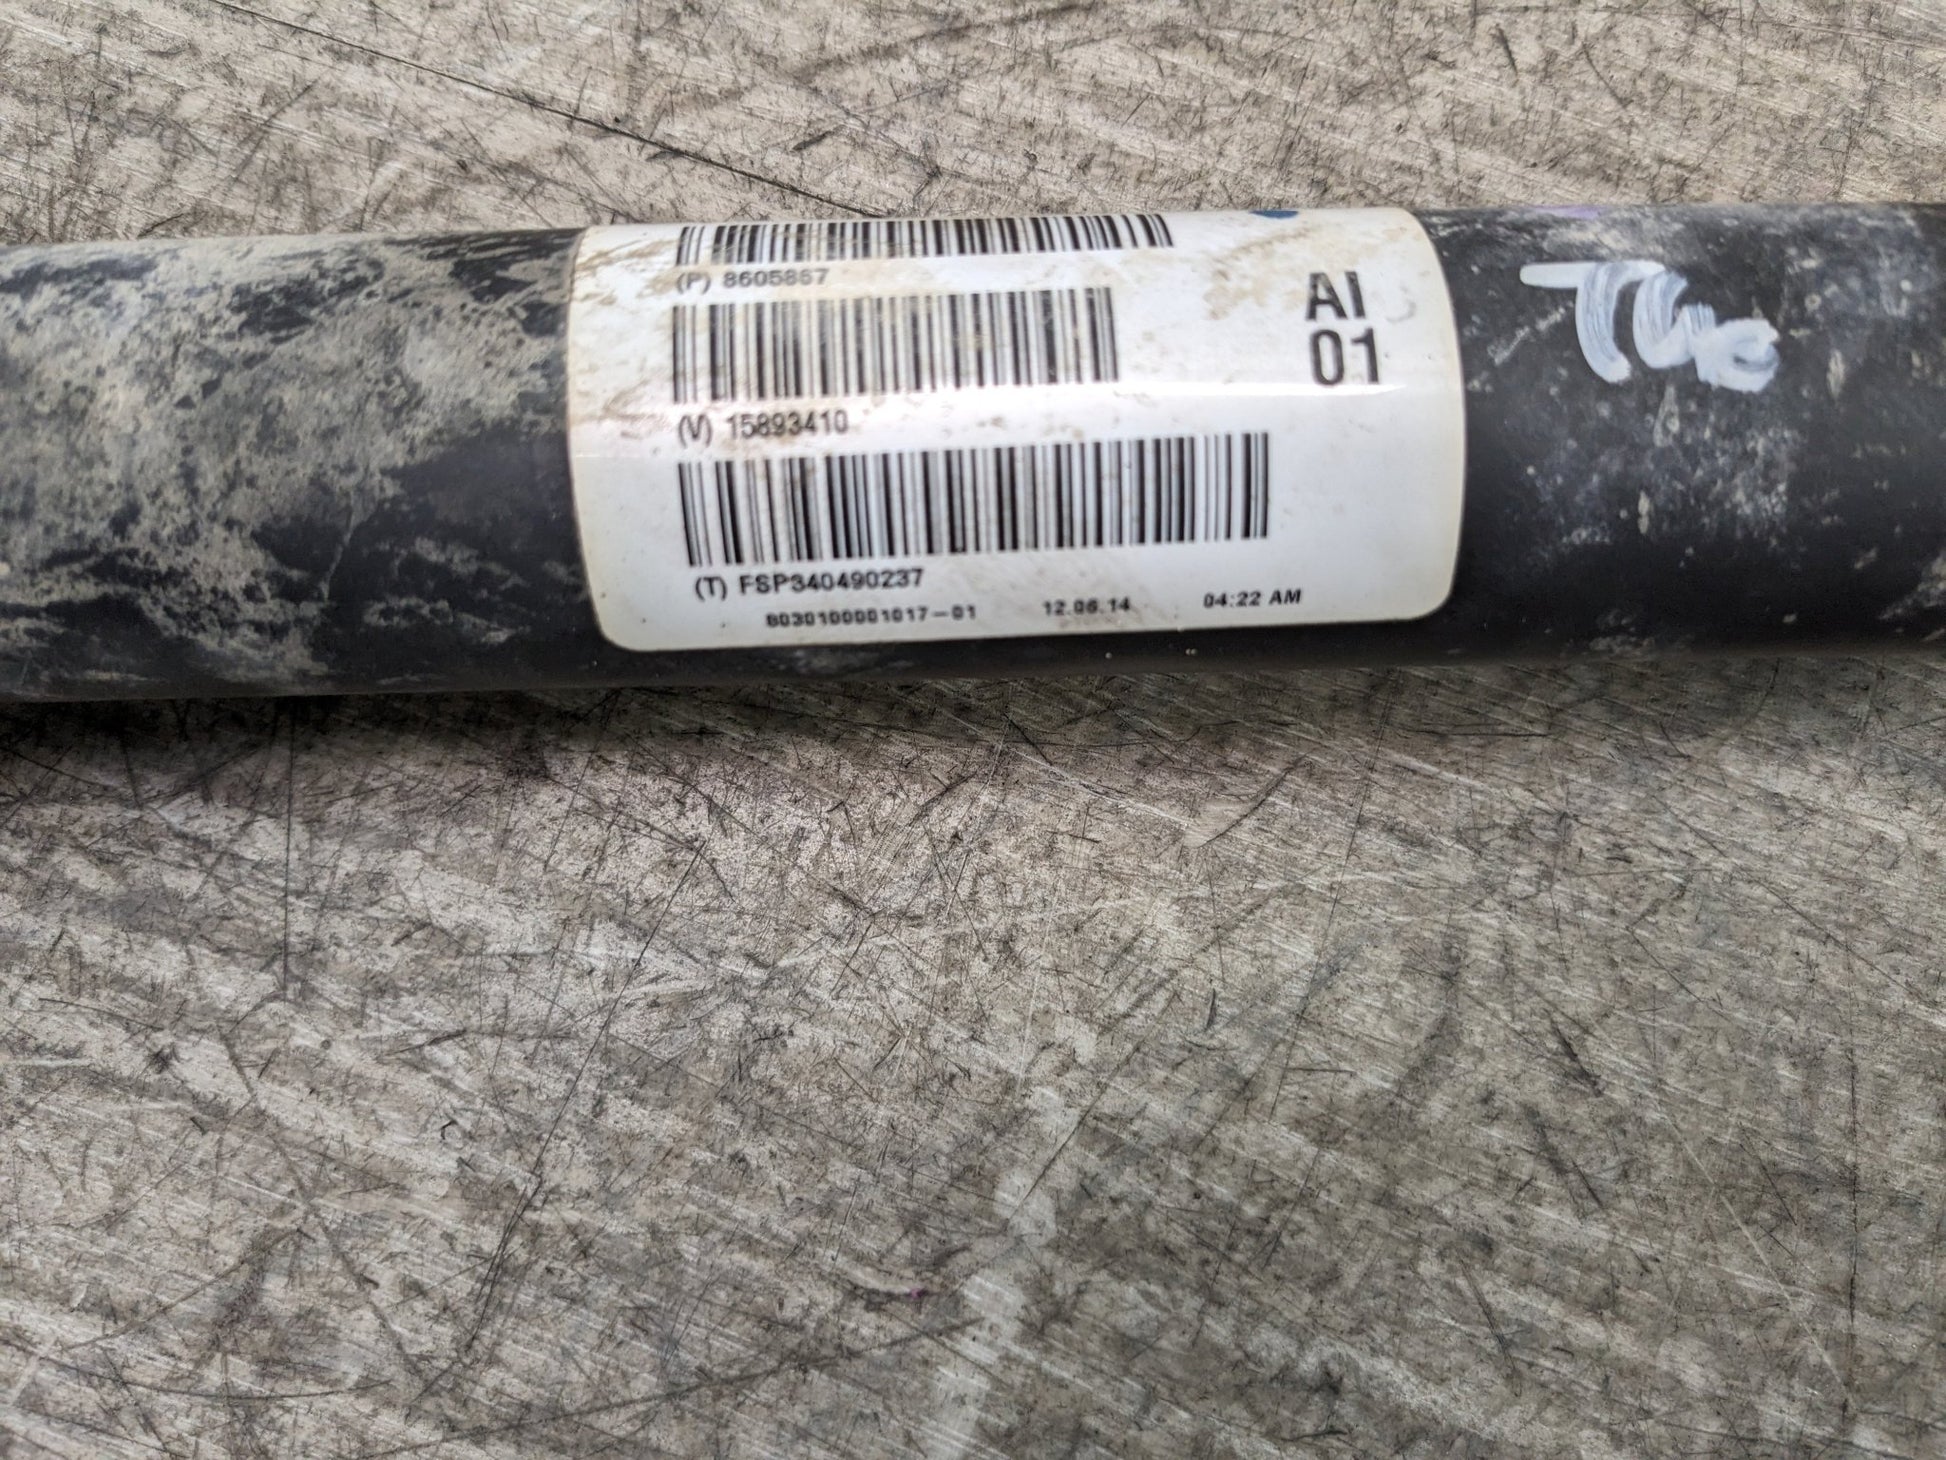 (P) 8605867
AI
01
(V) 15893410
(T) FSP340490237
8030100001017-01 12.06.14 04:22 AM